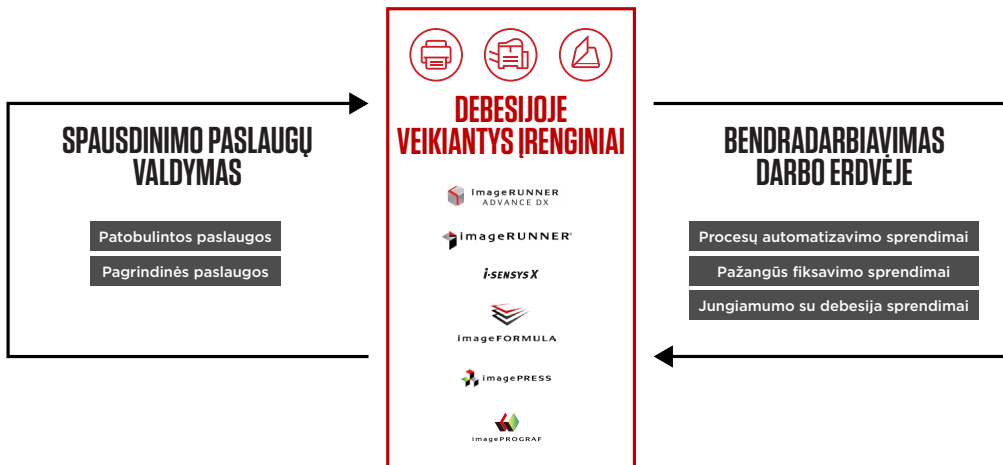 SPAUSDINIMO PASLAUGŲ
VALDYMAS
Patobulintos paslaugos
Pagrindinės paslaugos
DEBESIJOJE
VEIKIANTYS ĮRENGINIAI
imageRUNNER
ADVANCE DX
imageRUNNER
i-SENSYS X
imageFORMULA
imagePRESS
imagePROGRAF
BENDRADARBIAVIMAS
DARBO ERDVĖJE
Procesų automatizavimo sprendimai
Pažangūs fiksavimo sprendimai
Jungiamumo su debesija sprendimai